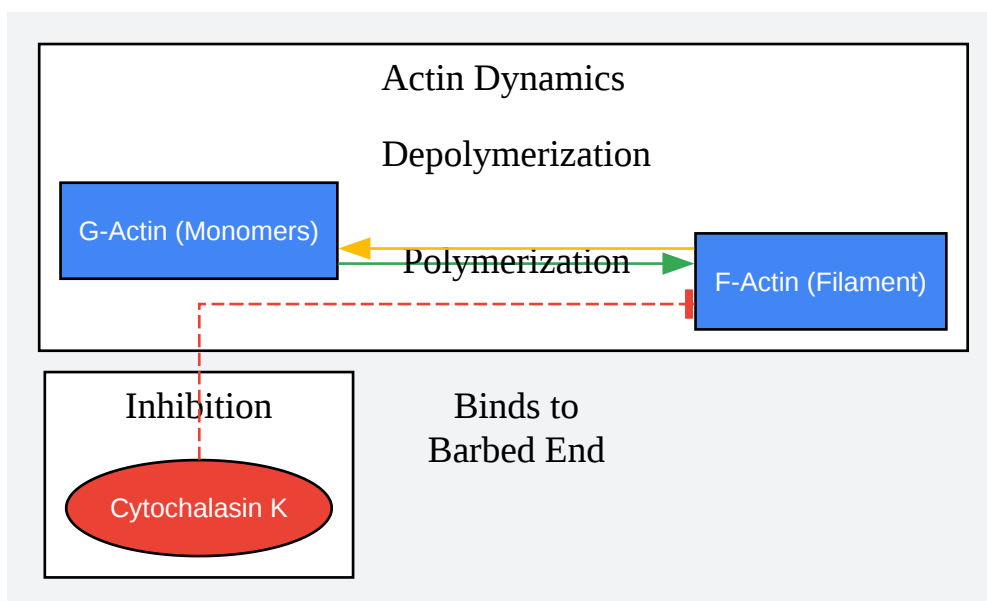 Actin Dynamics
Depolymerization
G-Actin (Monomers)
Polymerization
F-Actin (Filament)
Inhibition
Binds to
Barbed End
Cytochalasin K